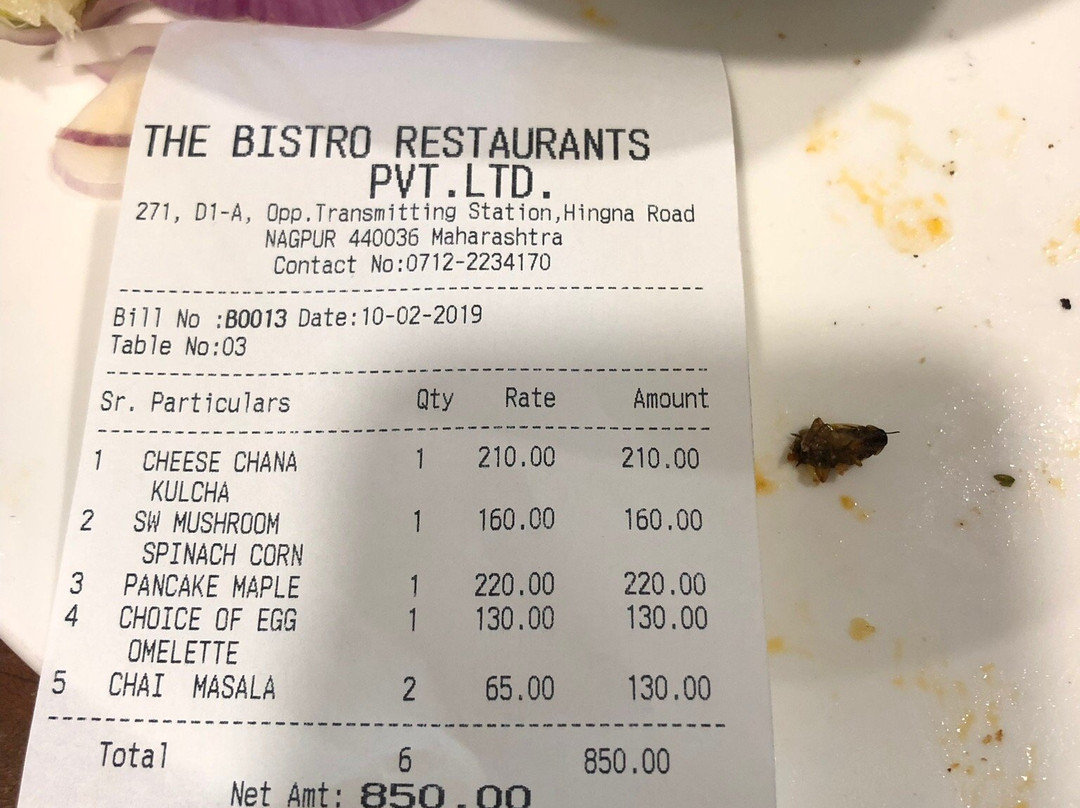 THE BISTRO RESTAURANTS
PVT.LTD.
271, D1-A, Opp.Transmitting Station,Hingna Road
NAGPUR 440036 Maharashtra
Contact No:0712-2234170
Bill No :B0013 Date:10-02-2019
Table No:03
Sr. Particulars Qty Rate Amount
1 CHEESE CHANA 1 210.00 210.00
KULCHA
2 SW MUSHROOM 1 160.00 160.00
SPINACH CORN
3 PANCAKE MAPLE 1 220.00 220.00
4 CHOICE OF EGG 1 130.00 130.00
OMELETTE
5 CHAI MASALA 2 65.00 130.00
Total 6 850.00
Net Amt: 850.00